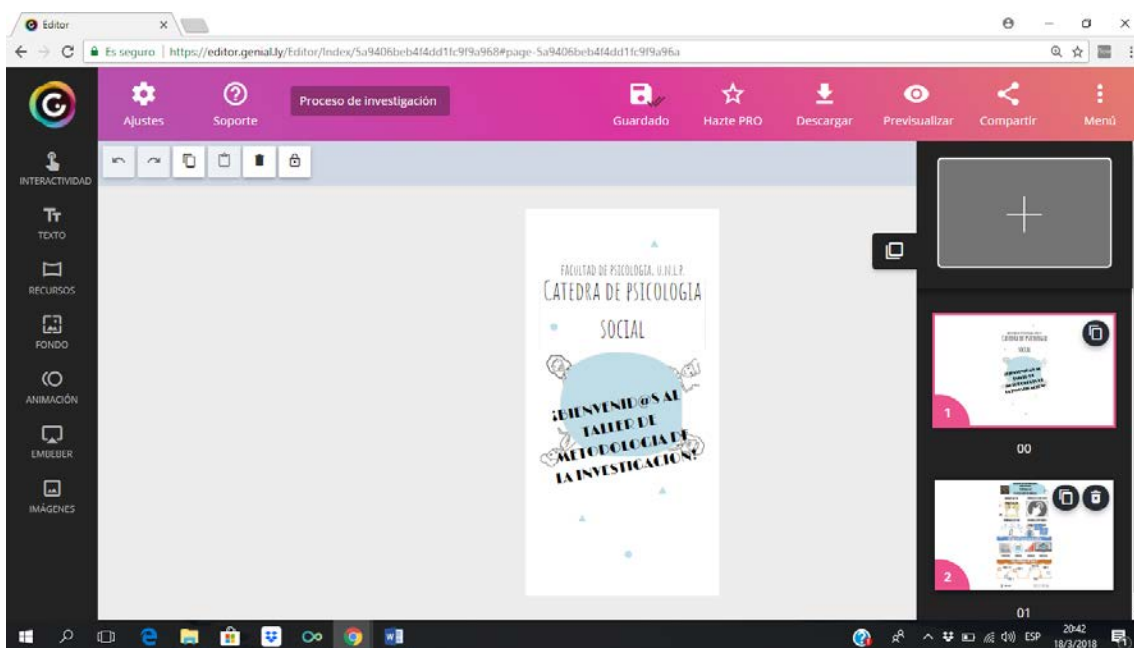 Editor
Es seguro | https://editor.genial.ly/Editor/Index/5a9406beb4f4dd1fc9f9a968#page-5a9406beb4f4dd1fc9f9a96a
Ajustes
Soporte
Proceso de investigación
Guardado
Hazte PRO
Descargar
Previsualizar
Compartir
Menú
INTERACTIVIDAD
TEXTO
RECURSOS
FONDO
ANIMACIÓN
EMBEBER
IMÁGENES
FACULTAD DE PSICOLOGIA. U.N.L.P.
CATEDRA DE PSICOLOGIA
SOCIAL
¡BIENVENID@S AL
TALLER DE
METODOLOGIA DE
LA INVESTIGACION!
1
00
2
01
ESP
20:42
18/3/2018